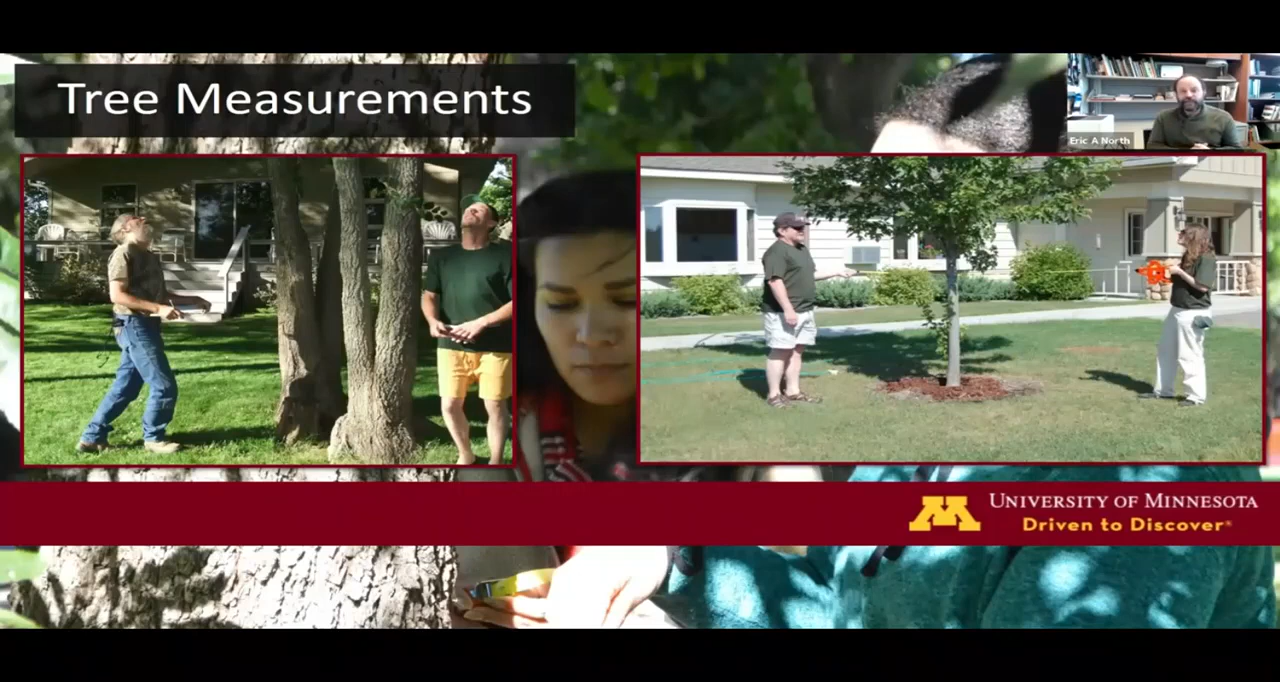 Tree Measurements
Eric A North
University of Minnesota
Driven to Discover®